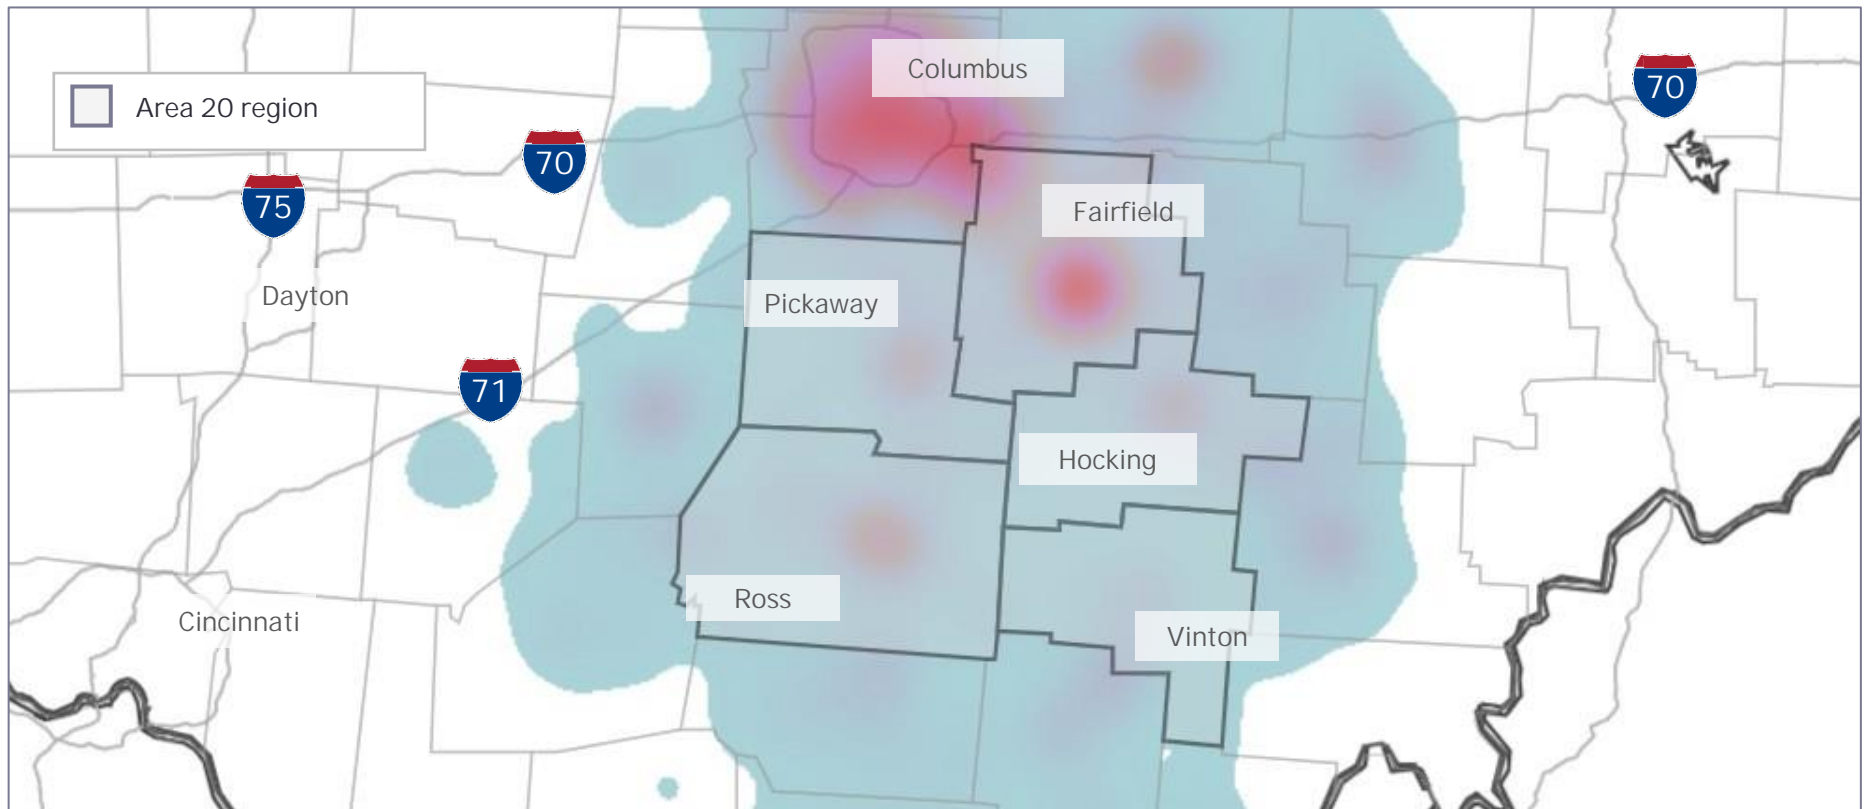 Columbus
70
Area 20 region
70
75
Fairfield
Dayton
Pickaway
71
Hocking
Ross
Cincinnati
Vinton